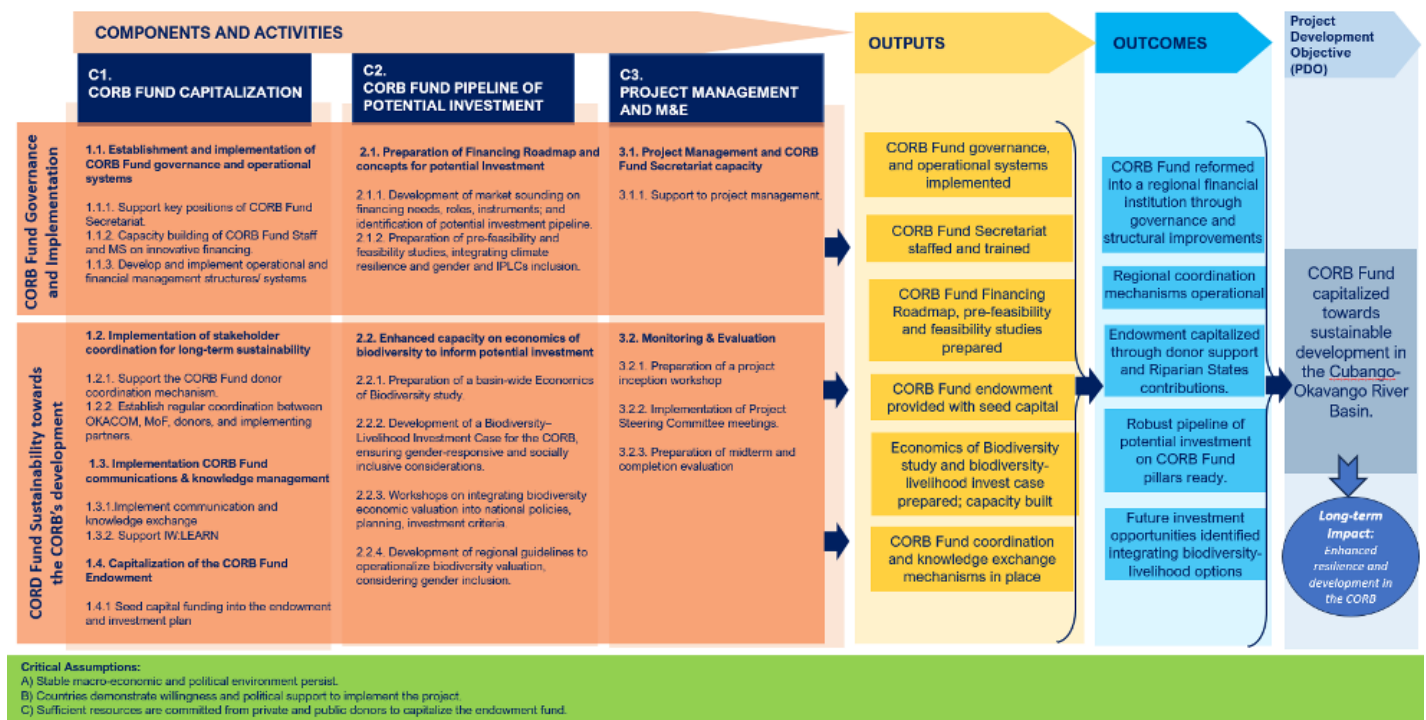 COMPONENTS AND ACTIVITIES
OUTPUTS
OUTCOMES
Project
Development
Objective
(PDO)
C1.
CORB FUND CAPITALIZATION
C2.
CORB FUND PIPELINE OF
POTENTIAL INVESTMENT
C3.
PROJECT MANAGEMENT
AND M&E
CORB Fund Governance
and Implementation
1.1. Establishment and implementation of
CORB Fund governance and operational
systems
1.1.1. Support key positions of CORB Fund
Secretariat.
1.1.2. Capacity building of CORB Fund Staff
and MS on innovative financing.
1.1.3. Develop and implement operational and
financial management structures/ systems
2.1. Preparation of Financing Roadmap and
concepts for potential Investment
2.1.1. Development of market sounding on
financing needs, roles, instruments; and
identification of potential investment pipeline.
2.1.2. Preparation of pre-feasibility and
feasibility studies, integrating climate
resilience and gender and IPLCs inclusion.
3.1. Project Management and CORB
Fund Secretariat capacity
3.1.1. Support to project management.
CORD Fund Sustainability towards
the CORB's development
1.2. Implementation of stakeholder
coordination for long-term sustainability
1.2.1. Support the CORB Fund donor
coordination mechanism.
1.2.2. Establish regular coordination between
OKACOM, MoF, donors, and implementing
partners.
1.3. Implementation CORB Fund
communications & knowledge management
1.3.1.Implement communication and
knowledge exchange
1.3.2. Support IW:LEARN
1.4. Capitalization of the CORB Fund
Endowment
1.4.1 Seed capital funding into the endowment
and investment plan
2.2. Enhanced capacity on economics of
biodiversity to inform potential investment
2.2.1. Preparation of a basin-wide Economics
of Biodiversity study.
2.2.2. Development of a Biodiversity–
Livelihood Investment Case for the CORB,
ensuring gender-responsive and socially
inclusive considerations.
2.2.3. Workshops on integrating biodiversity
economic valuation into national policies,
planning, investment criteria.
2.2.4. Development of regional guidelines to
operationalize biodiversity valuation,
considering gender inclusion.
3.2. Monitoring & Evaluation
3.2.1. Preparation of a project
inception workshop
3.2.2. Implementation of Project
Steering Committee meetings.
3.2.3. Preparation of midterm and
completion evaluation
CORB Fund governance,
and operational systems
implemented
CORB Fund Secretariat
staffed and trained
CORB Fund Financing
Roadmap, pre-feasibility
and feasibility studies
prepared
CORB Fund endowment
provided with seed capital
Economics of Biodiversity
study and biodiversity-
livelihood invest case
prepared; capacity built
CORB Fund coordination
and knowledge exchange
mechanisms in place
CORB Fund reformed
into a regional financial
institution through
governance and
structural improvements
Regional coordination
mechanisms operational
Endowment capitalized
through donor support
and Riparian States
contributions.
Robust pipeline of
potential investment
on CORB Fund
pillars ready.
Future investment
opportunities identified
integrating biodiversity-
livelihood options
CORB Fund
capitalized
towards
sustainable
development in
the Cubango-
Okavango River
Basin.
Long-term
Impact:
Enhanced
resilience and
development in
the CORB
Critical Assumptions:
A) Stable macro-economic and political environment persist.
B) Countries demonstrate willingness and political support to implement the project.
C) Sufficient resources are committed from private and public donors to capitalize the endowment fund.